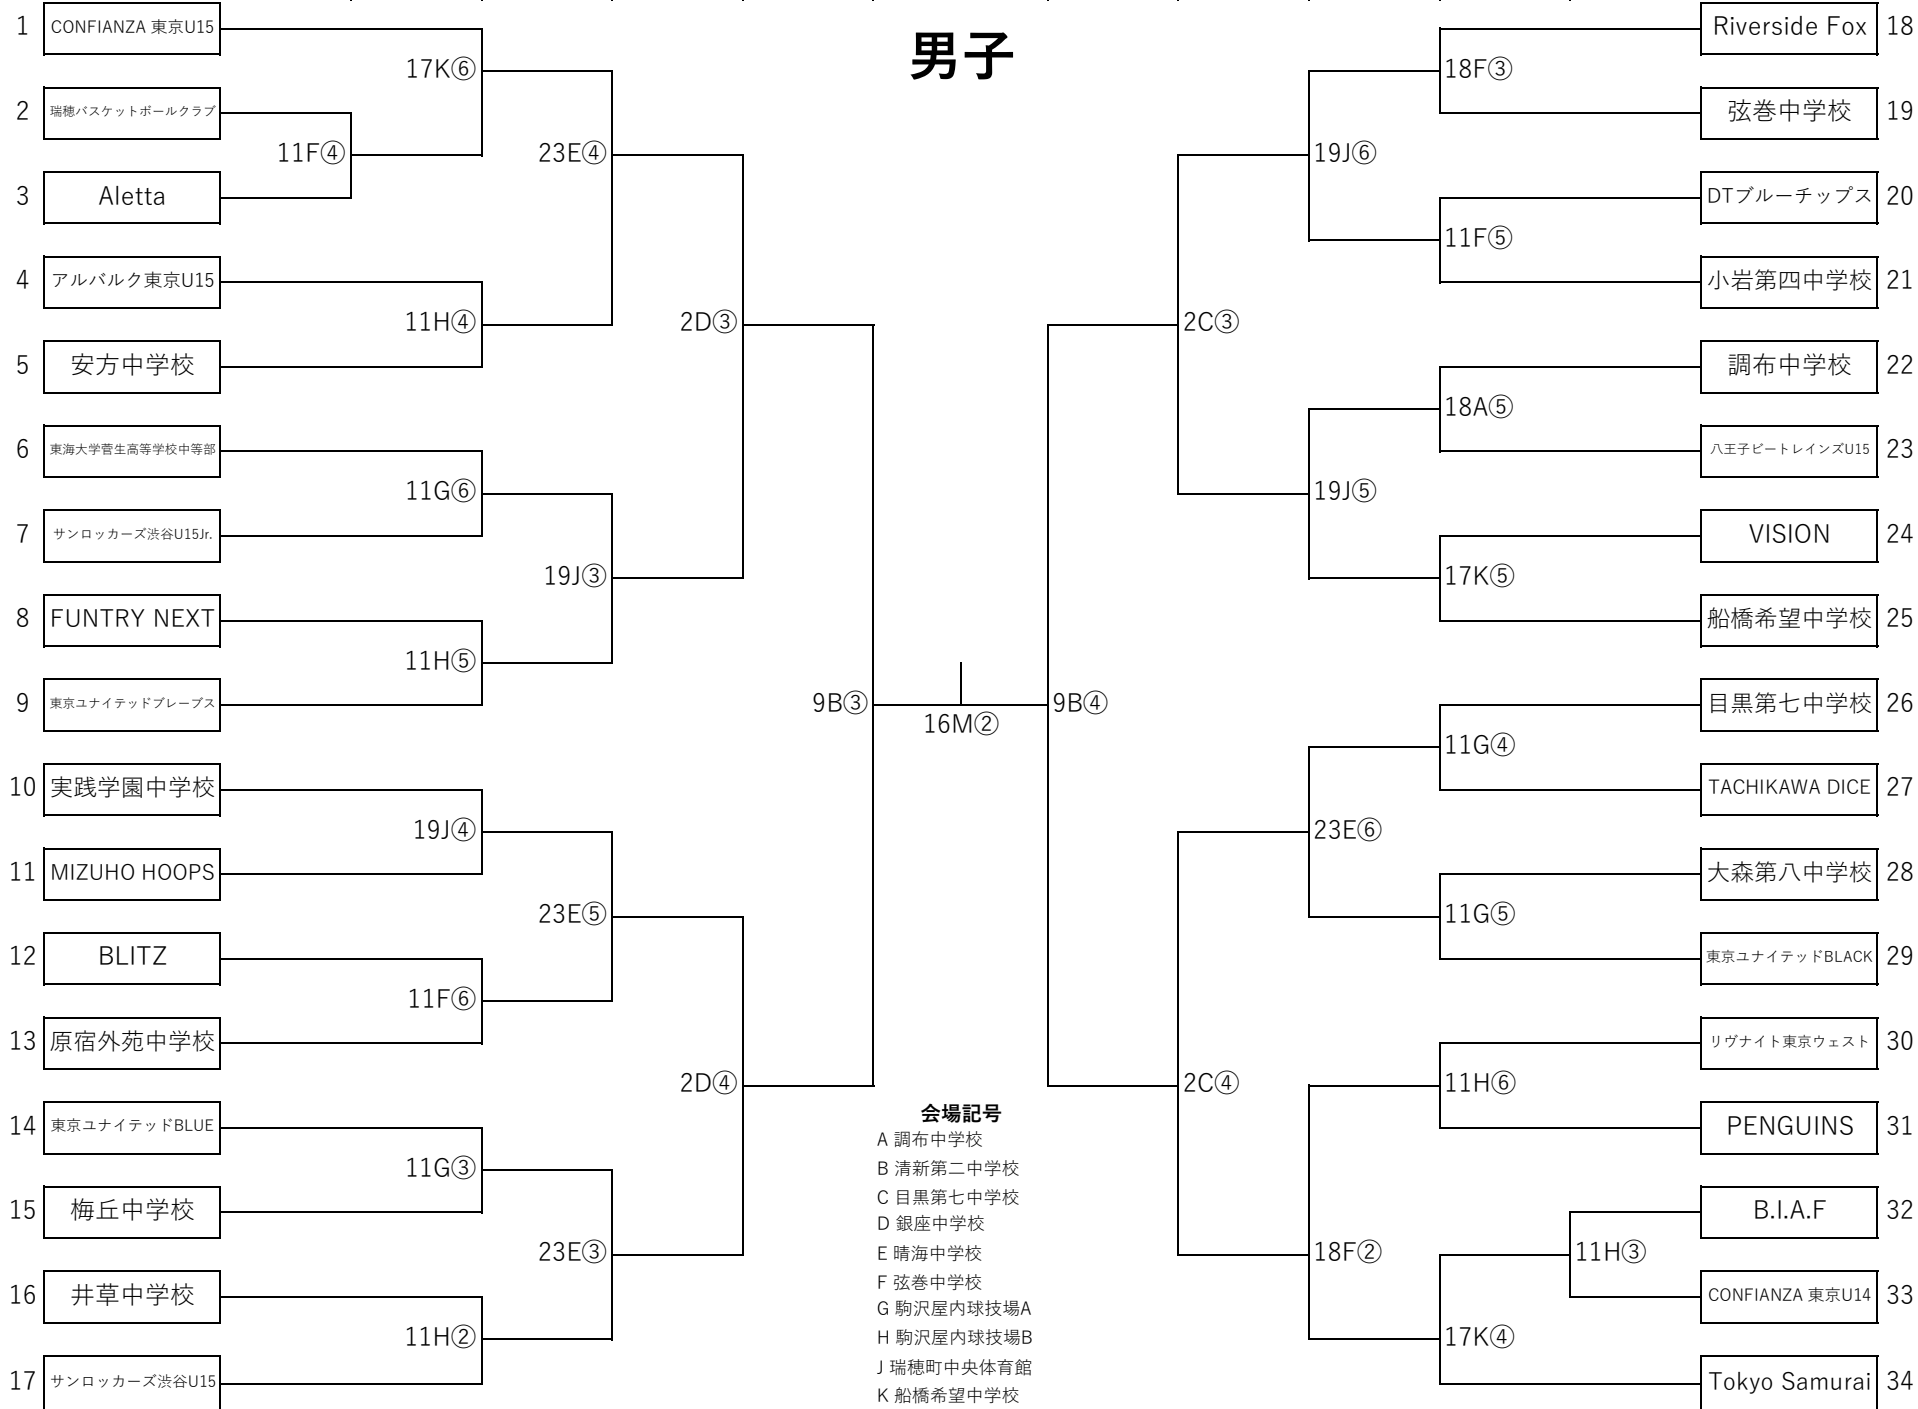 男子
1 CONFIANZA 東京U15
17K⑥
2 瑞穂バスケットボールクラブ
11F④
23E④
3 Aletta
4 アルバルク東京U15
11H④
2D③
5 安方中学校
6 東海大学菅生高等学校中等部
11G⑥
7 サンロッカーズ渋谷U15Jr.
19J③
8 FUNTRY NEXT
11H⑤
9 東京ユナイテッドブレーブス
9B③
10 実践学園中学校
19J④
11 MIZUHO HOOPS
23E⑤
12 BLITZ
11F⑥
13 原宿外苑中学校
2D④
14 東京ユナイテッドBLUE
11G③
15 梅丘中学校
23E③
16 井草中学校
11H②
17 サンロッカーズ渋谷U15
16M②
Riverside Fox 18
18F③
弦巻中学校 19
19J⑥
DTブルーチップス 20
11F⑤
小岩第四中学校 21
2C③
調布中学校 22
18A⑤
八王子ビートレインズU15 23
19J⑤
VISION 24
17K⑤
船橋希望中学校 25
9B④
目黒第七中学校 26
11G④
TACHIKAWA DICE 27
23E⑥
大森第八中学校 28
11G⑤
東京ユナイテッドBLACK 29
リヴナイト東京ウェスト 30
2C④
11H⑥
PENGUINS 31
B.I.A.F 32
18F②
11H③
CONFIANZA 東京U14 33
17K④
Tokyo Samurai 34
会場記号
A 調布中学校
B 清新第二中学校
C 目黒第七中学校
D 銀座中学校
E 晴海中学校
F 弦巻中学校
G 駒沢屋内球技場A
H 駒沢屋内球技場B
J 瑞穂町中央体育館
K 船橋希望中学校